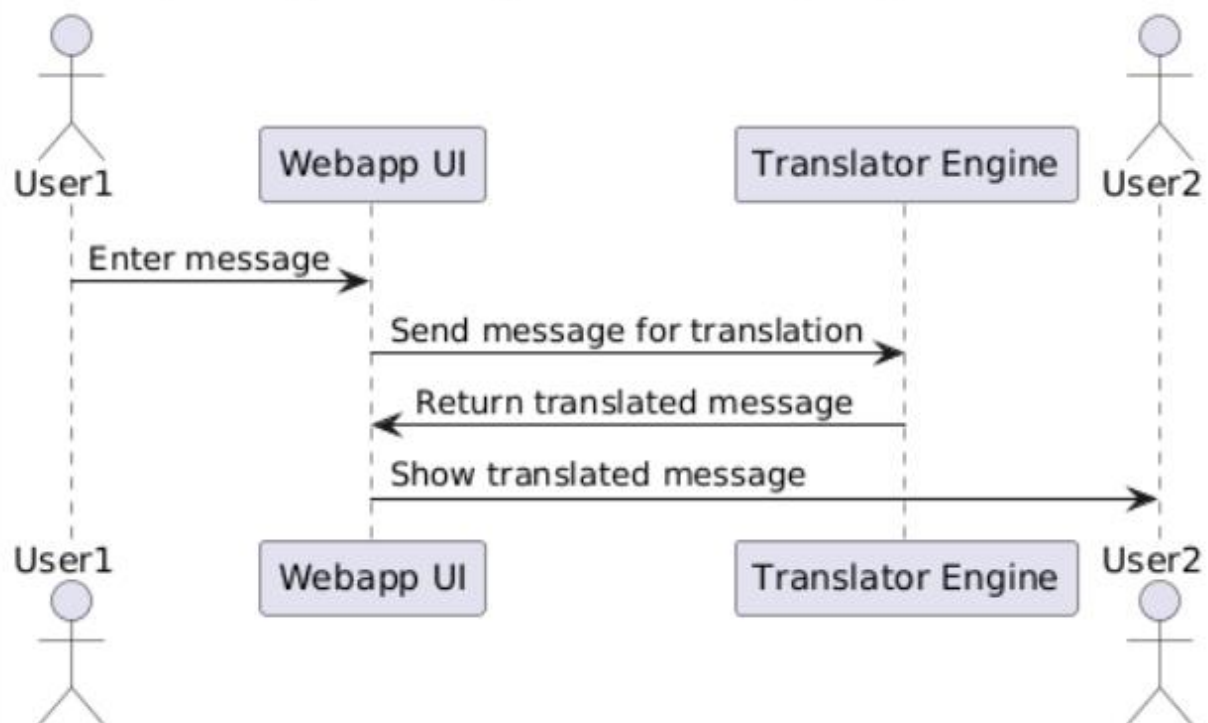 User1
Webapp UI
Translator Engine
User2
Enter message
Send message for translation
Return translated message
Show translated message
User1
Webapp UI
Translator Engine
User2